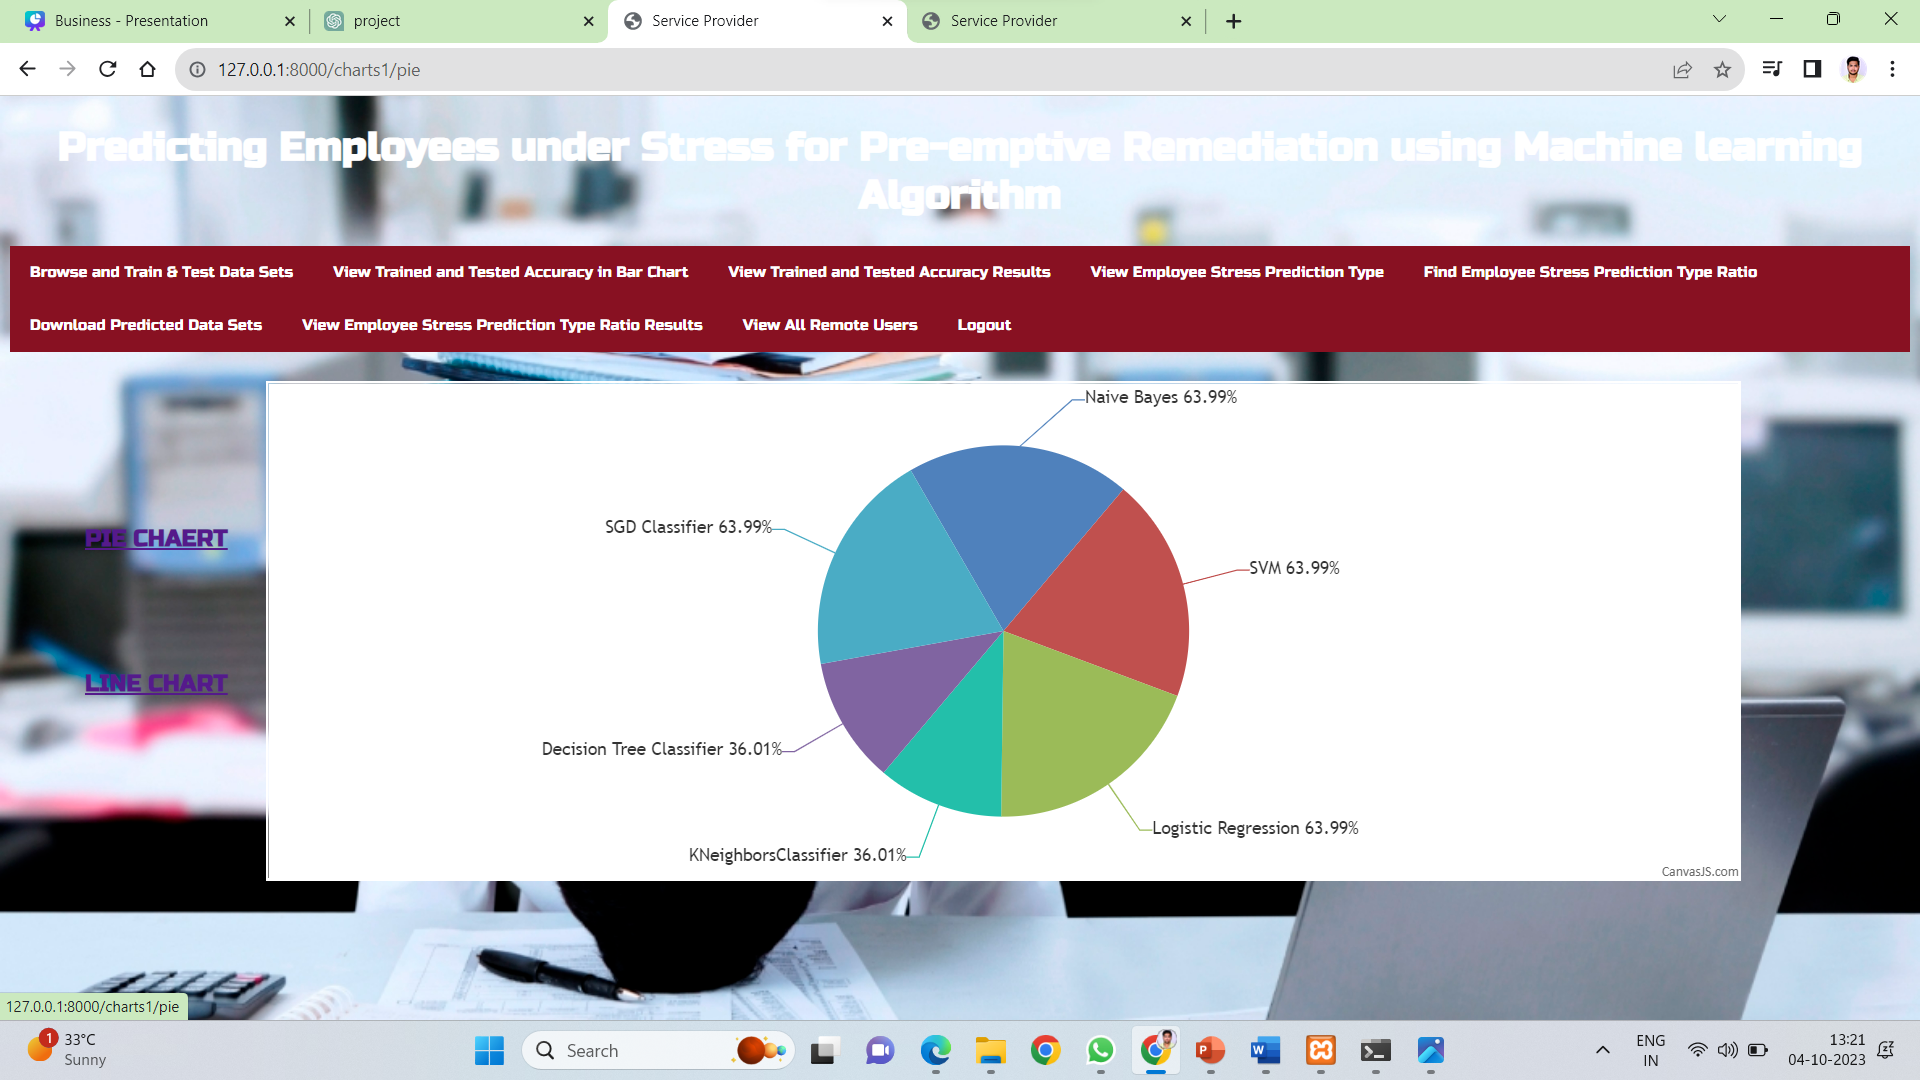 Business - Presentation
project
Service Provider
Service Provider
127.0.0.1:8000/charts1/pie
Predicting Employees under Stress for Pre-emptive Remediation using Machine learning
Algorithm
Browse and Train & Test Data Sets
View Trained and Tested Accuracy in Bar Chart
View Trained and Tested Accuracy Results
View Employee Stress Prediction Type
Find Employee Stress Prediction Type Ratio
Download Predicted Data Sets
View Employee Stress Prediction Type Ratio Results
View All Remote Users
Logout
PIE CHAERT
LINE CHART
Naive Bayes 63.99%
SGD Classifier 63.99%
SVM 63.99%
Decision Tree Classifier 36.01%
Logistic Regression 63.99%
KNeighborsClassifier 36.01%
CanvasJS.com
127.0.0.1:8000/charts1/pie
1
33°C
Sunny
Search
P
W
ENG
IN
13:21
04-10-2023